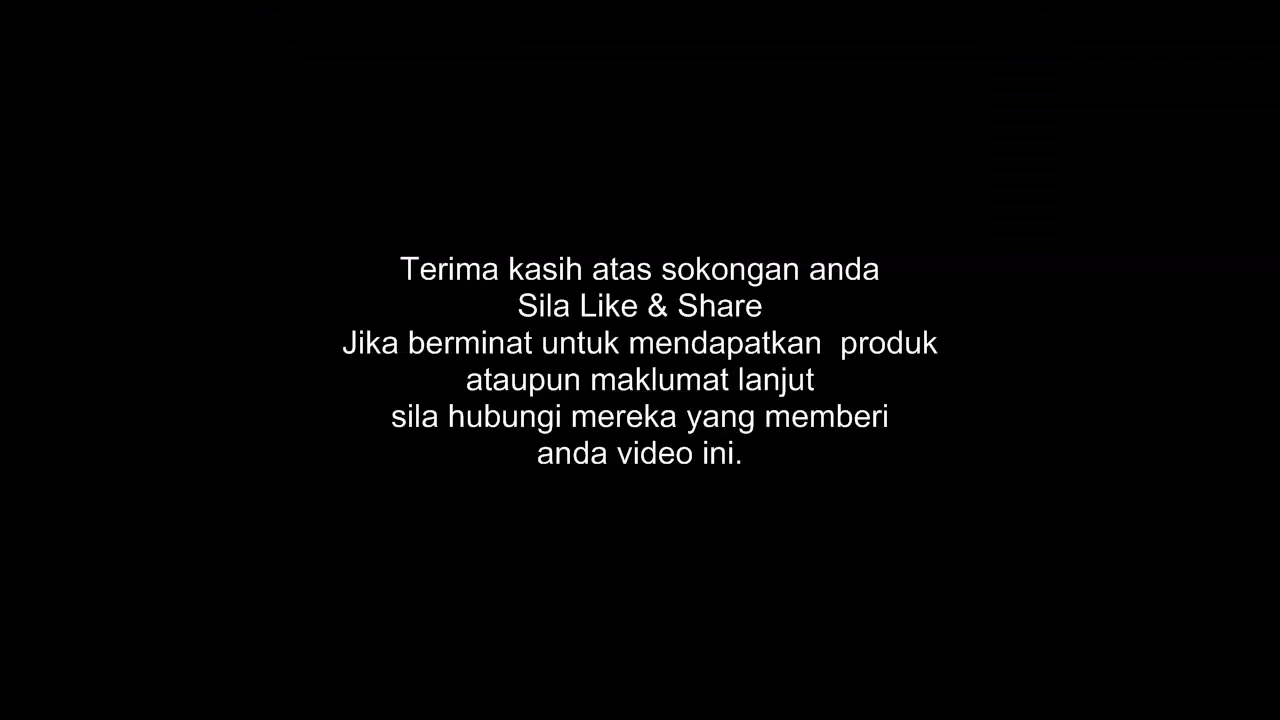 Terima kasih atas sokongan anda
Sila Like & Share
Jika berminat untuk mendapatkan  produk
ataupun maklumat lanjut
sila hubungi mereka yang memberi
anda video ini.